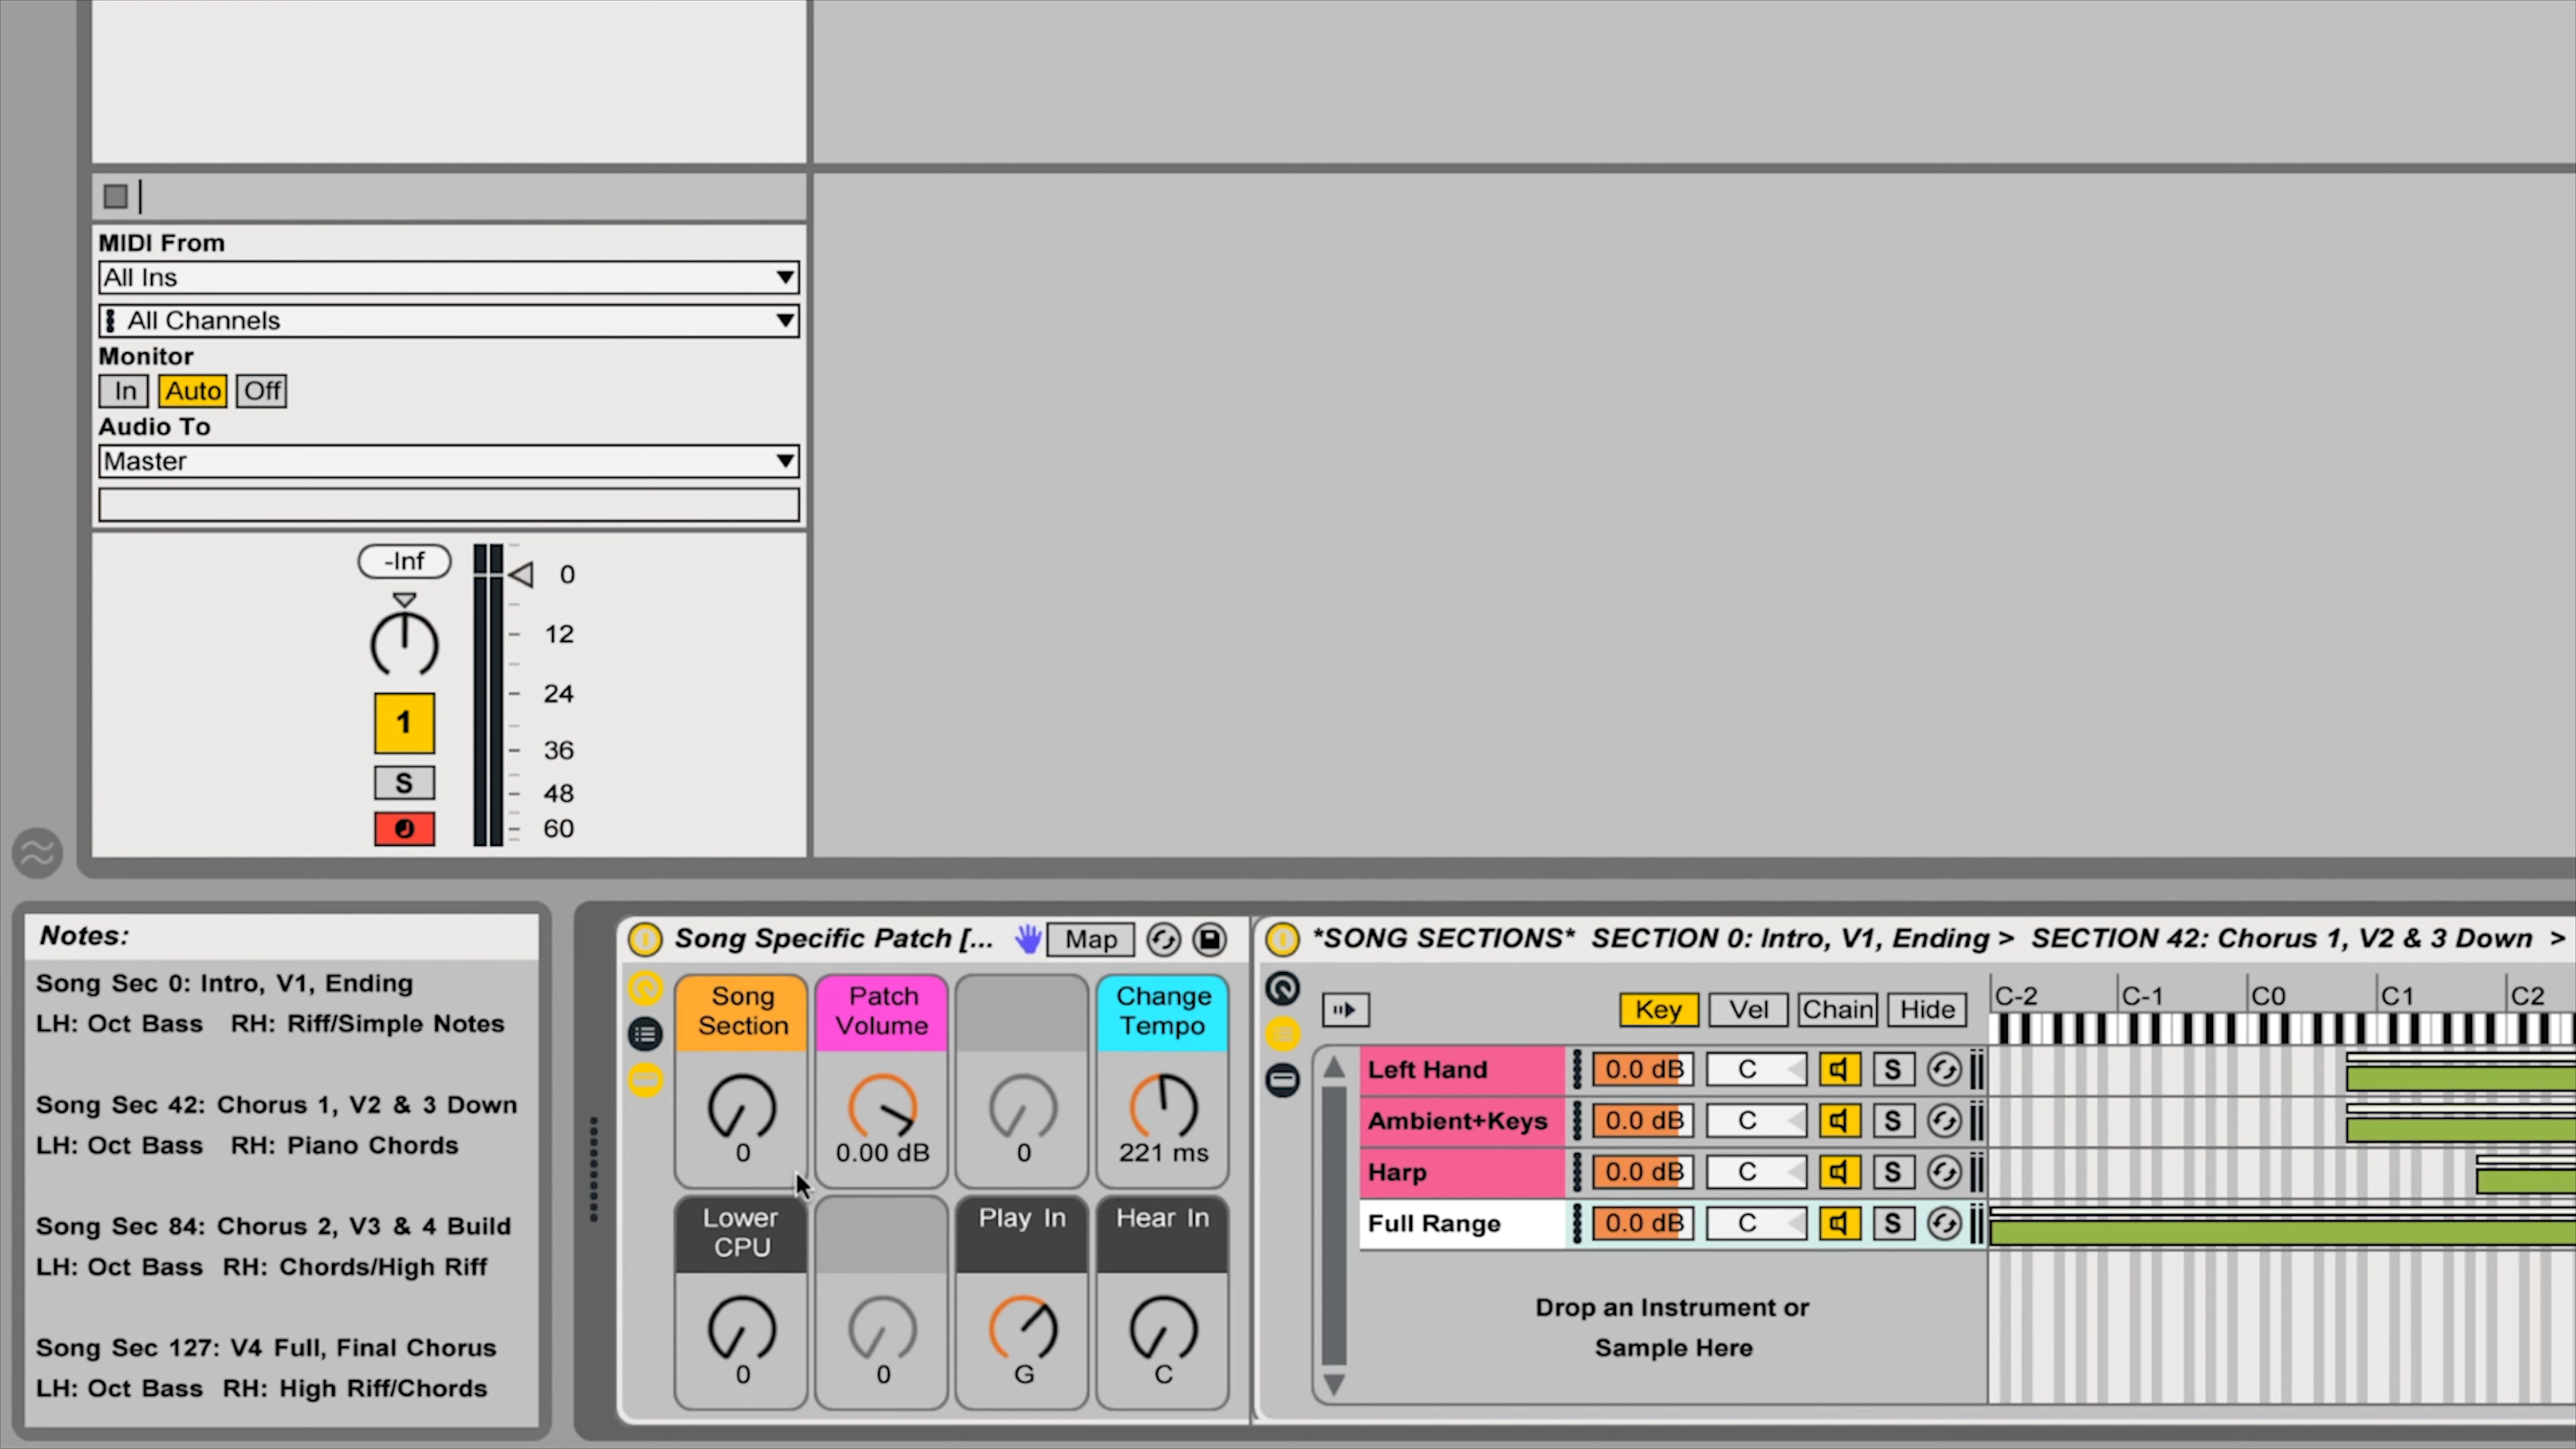 MIDI From
All Ins
All Channels
Monitor
In Auto Off
Audio To
Master
-Inf
0
12
24
1
36
S
48
60
Notes:
Song Sec 0: Intro, V1, Ending
LH: Oct Bass RH: Riff/Simple Notes
Song Sec 42: Chorus 1, V2 & 3 Down
LH: Oct Bass RH: Piano Chords
Song Sec 84: Chorus 2, V3 & 4 Build
LH: Oct Bass RH: Chords/High Riff
Song Sec 127: V4 Full, Final Chorus
LH: Oct Bass RH: High Riff/Chords
Song Specific Patch [... Map
Song Section
Patch Volume
Change Tempo
0 0.00 dB 0 221 ms
Lower CPU
Play In
Hear In
0 0 G C
*SONG SECTIONS* SECTION 0: Intro, V1, Ending > SECTION 42: Chorus 1, V2 & 3 Down >
Key Vel Chain Hide
C-2 C-1 C0 C1 C2
Left Hand 0.0 dB C S
Ambient+Keys 0.0 dB C S
Harp 0.0 dB C S
Full Range 0.0 dB C S
Drop an Instrument or
Sample Here